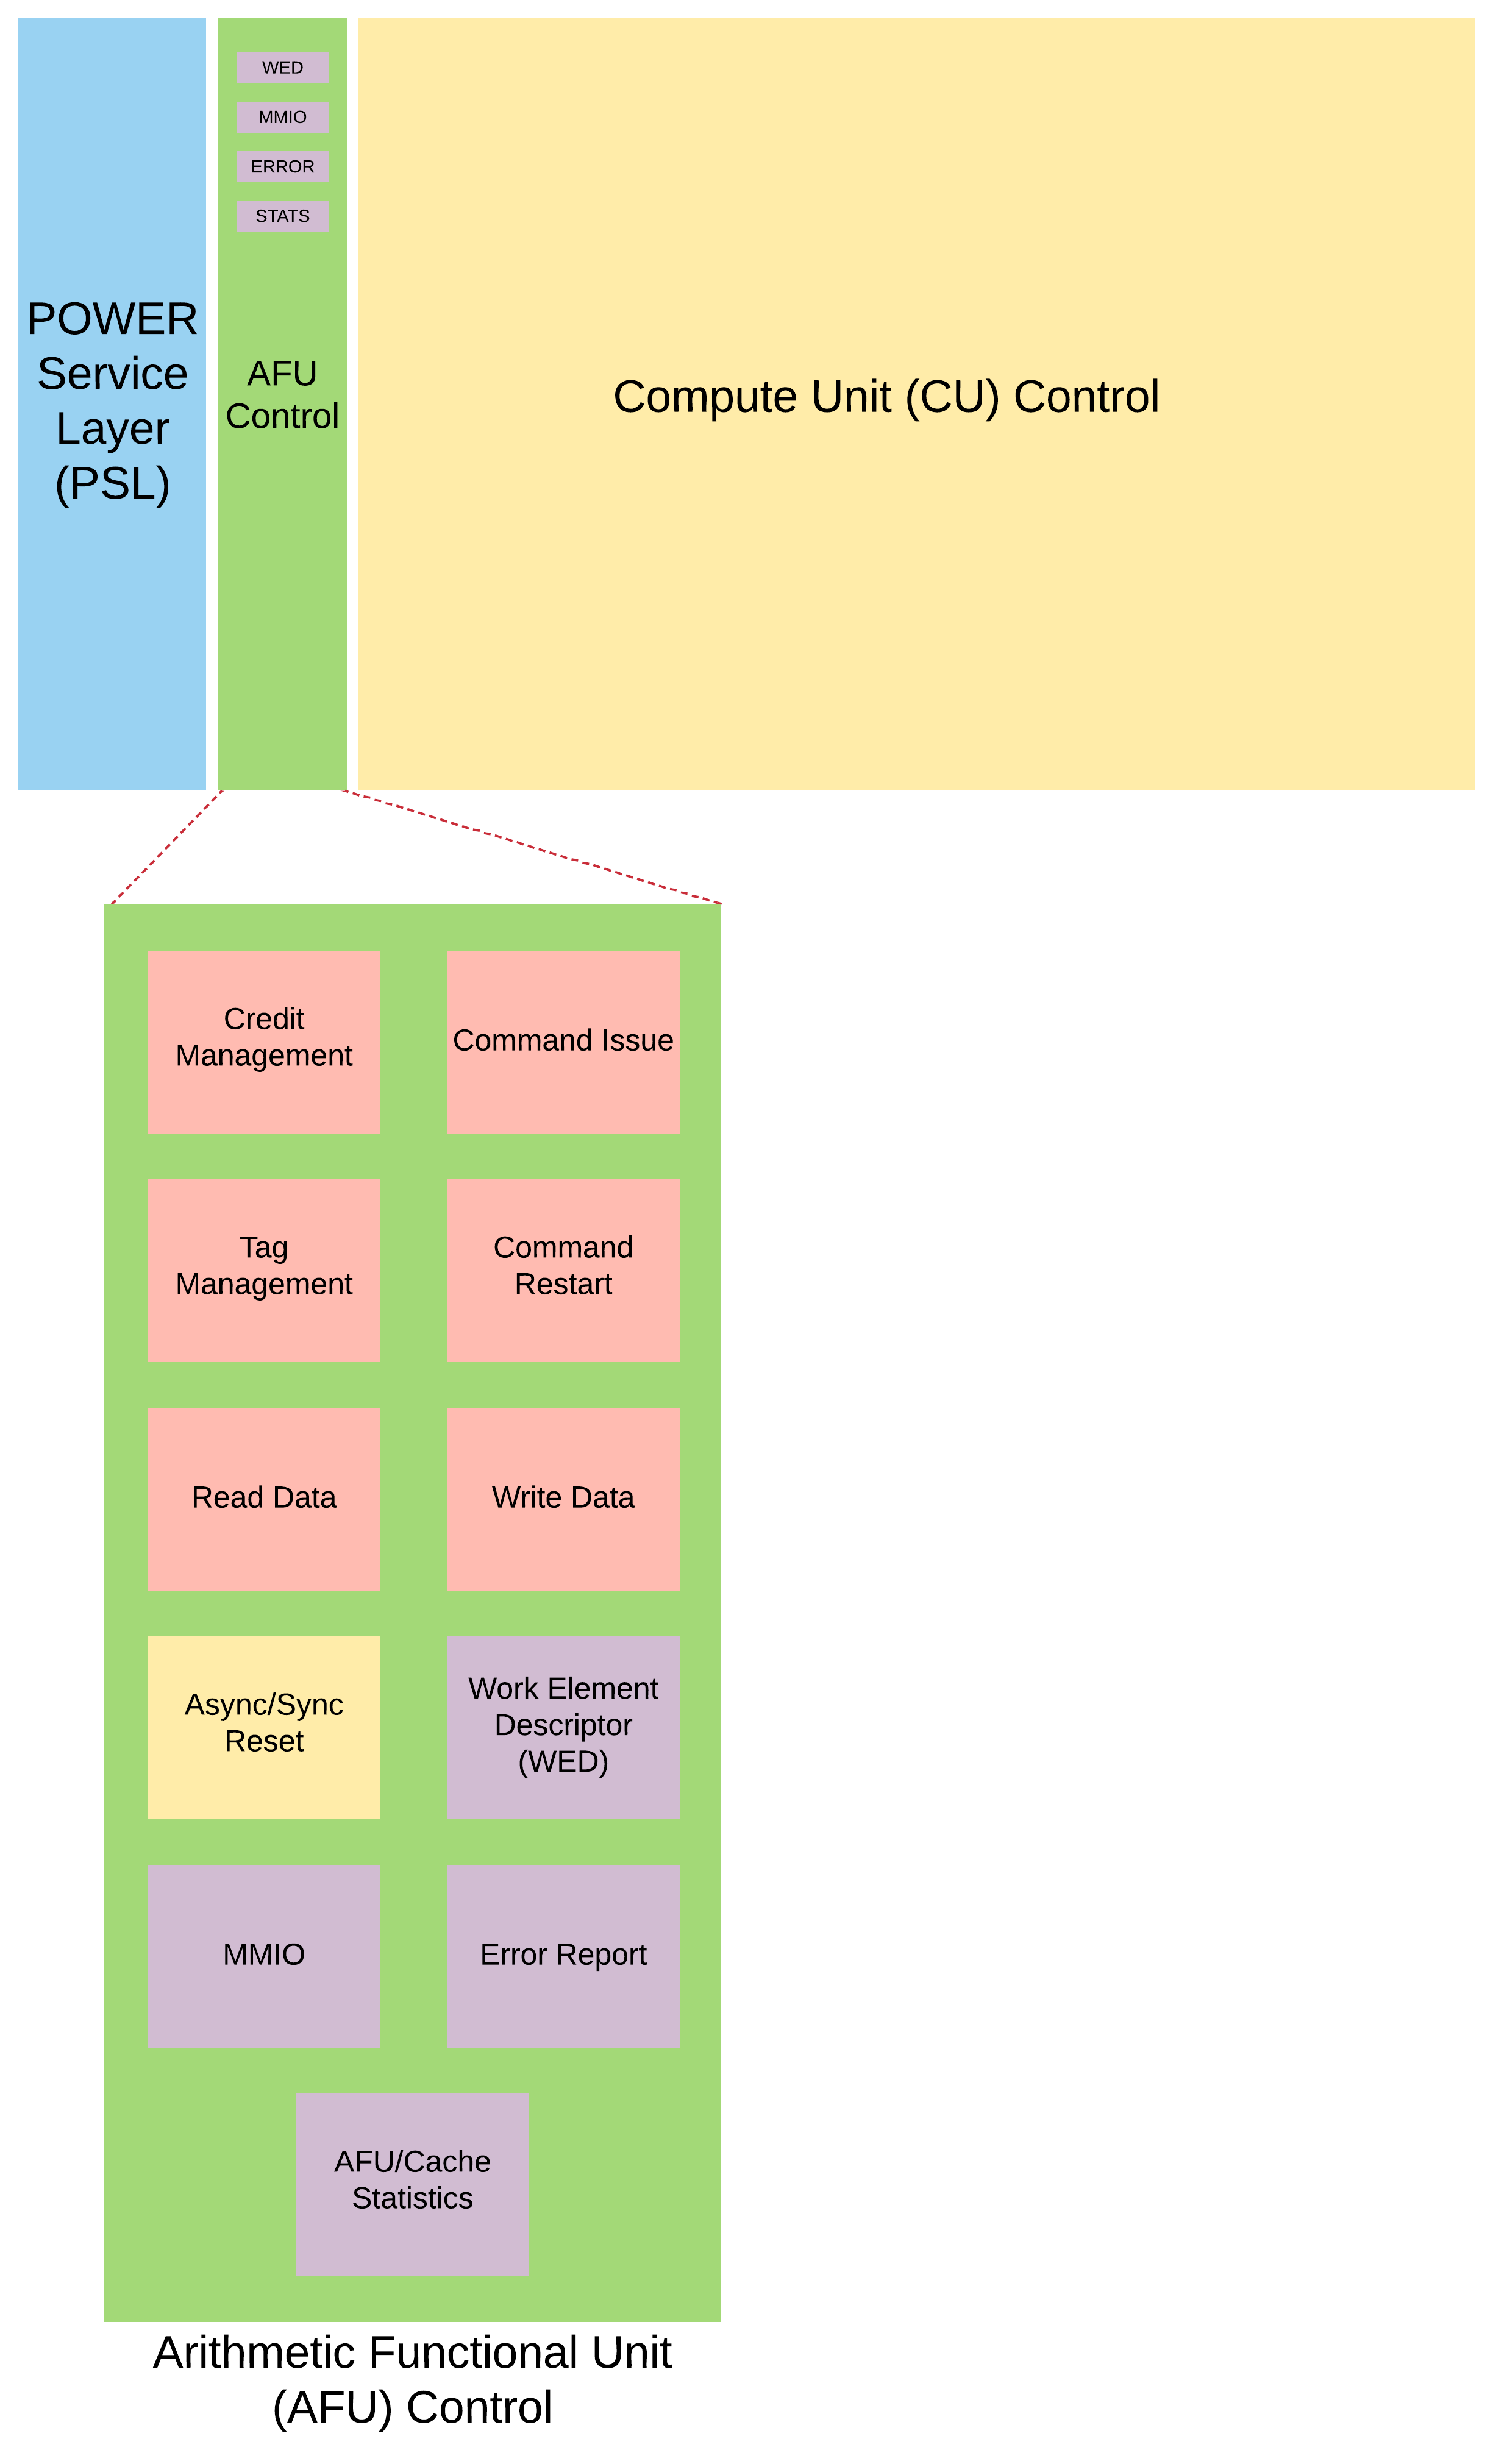 WED
MMIO
ERROR
STATS
POWER
Service
Layer
(PSL)
AFU
Control
Compute Unit (CU) Control
Credit
Management
Command Issue
Tag
Management
Command
Restart
Read Data
Write Data
Async/Sync
Reset
Work Element
Descriptor
(WED)
MMIO
Error Report
AFU/Cache
Statistics
Arithmetic Functional Unit
(AFU) Control